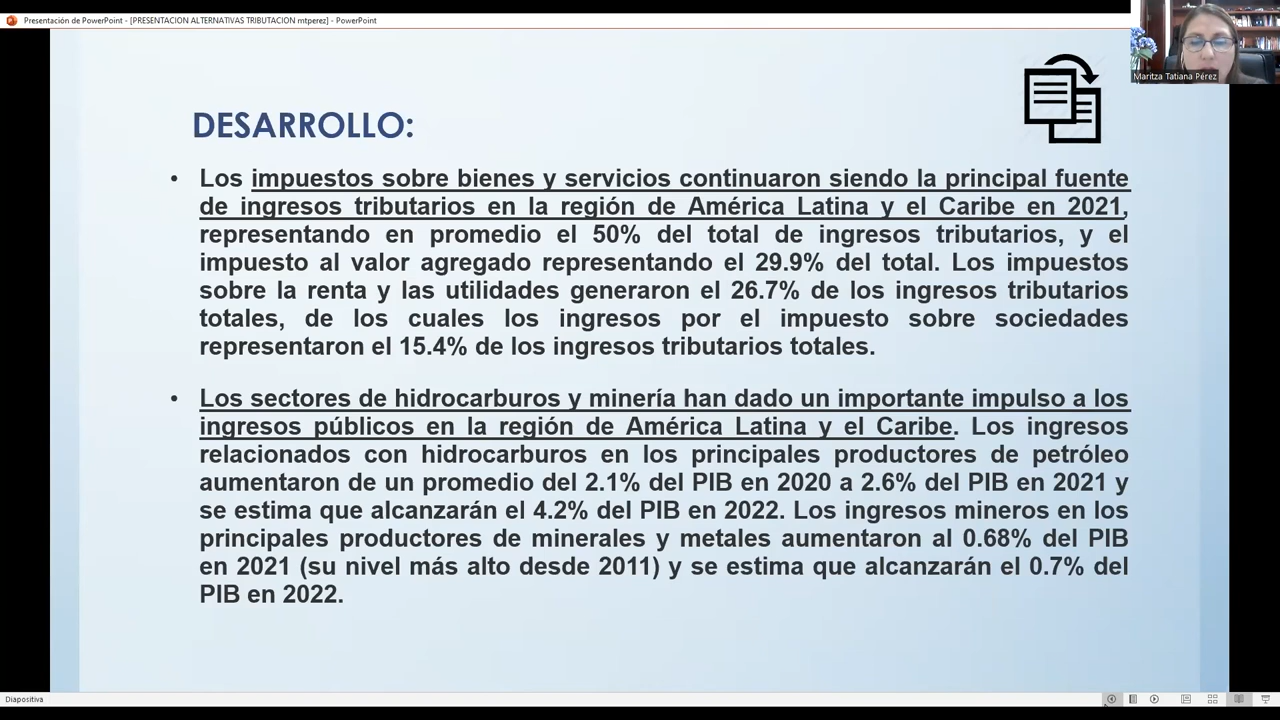 Presentación de PowerPoint - [PRESENTACION ALTERNATIVAS TRIBUTACION mtperez] - PowerPoint
Maritza Tatiana Pérez
DESARROLLO:
• Los impuestos sobre bienes y servicios continuaron siendo la principal fuente
de ingresos tributarios en la región de América Latina y el Caribe en 2021,
representando en promedio el 50% del total de ingresos tributarios, y el
impuesto al valor agregado representando el 29.9% del total. Los impuestos
sobre la renta y las utilidades generaron el 26.7% de los ingresos tributarios
totales, de los cuales los ingresos por el impuesto sobre sociedades
representaron el 15.4% de los ingresos tributarios totales.
• Los sectores de hidrocarburos y minería han dado un importante impulso a los
ingresos públicos en la región de América Latina y el Caribe. Los ingresos
relacionados con hidrocarburos en los principales productores de petróleo
aumentaron de un promedio del 2.1% del PIB en 2020 a 2.6% del PIB en 2021 y
se estima que alcanzarán el 4.2% del PIB en 2022. Los ingresos mineros en los
principales productores de minerales y metales aumentaron al 0.68% del PIB
en 2021 (su nivel más alto desde 2011) y se estima que alcanzarán el 0.7% del
PIB en 2022.
Diapositiva